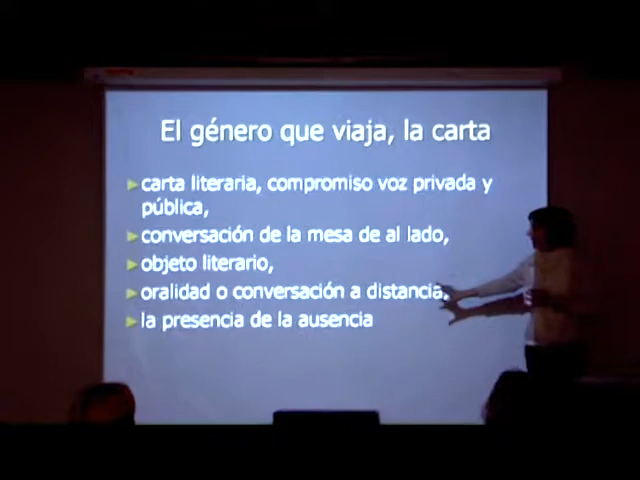 El género que viaja, la carta
carta literaria, compromiso voz privada y
pública,
conversación de la mesa de al lado,
objeto literario,
oralidad o conversación a distancia,
la presencia de la ausencia